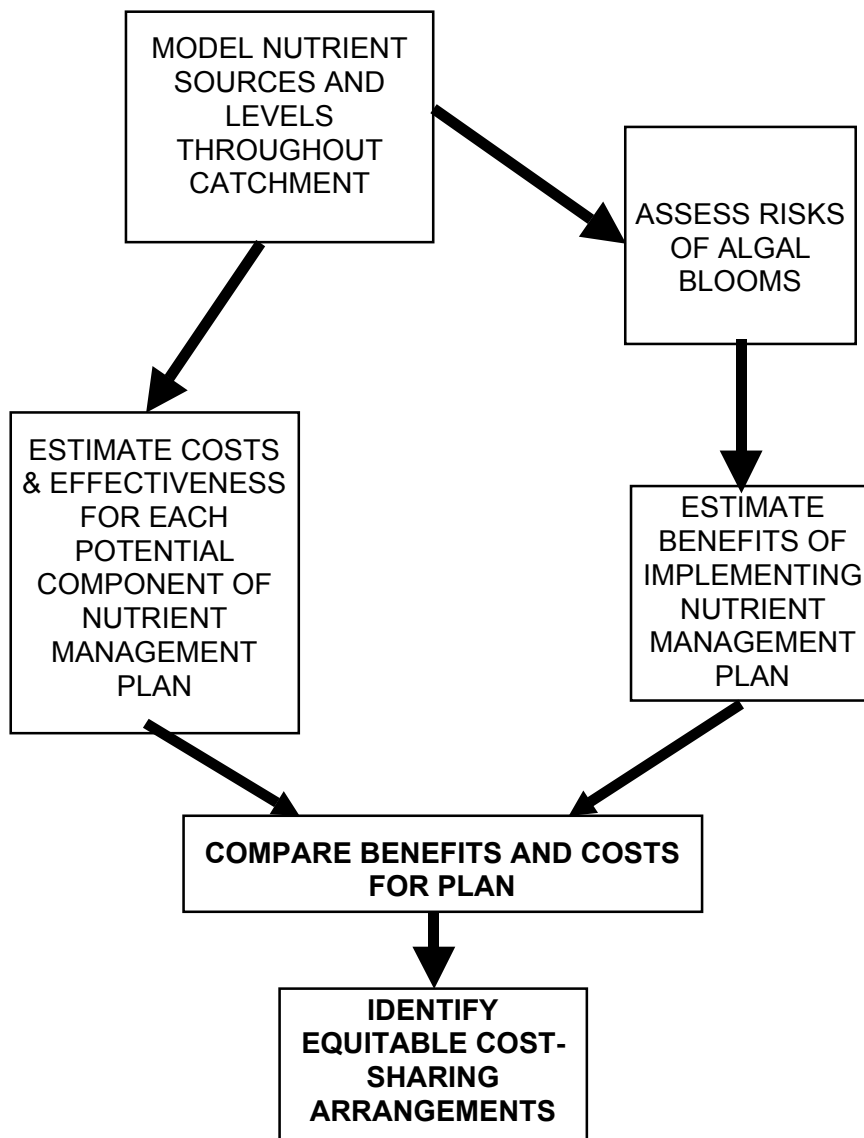 MODEL NUTRIENT
SOURCES AND
LEVELS
THROUGHOUT
CATCHMENT
ASSESS RISKS
OF ALGAL
BLOOMS
ESTIMATE COSTS
& EFFECTIVENESS
FOR EACH
POTENTIAL
COMPONENT OF
NUTRIENT
MANAGEMENT
PLAN
ESTIMATE
BENEFITS OF
IMPLEMENTING
NUTRIENT
MANAGEMENT
PLAN
COMPARE BENEFITS AND COSTS
FOR PLAN
IDENTIFY
EQUITABLE COST-
SHARING
ARRANGEMENTS